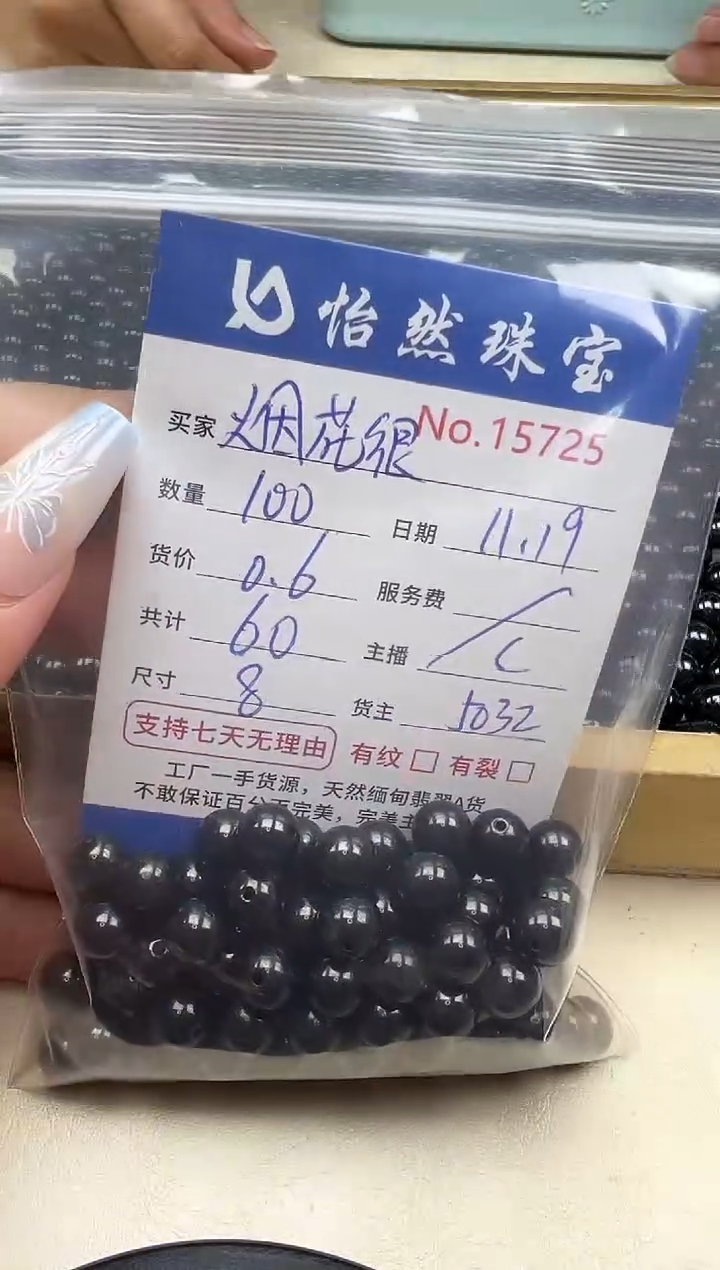 怡然珠宝
买家 烟花很 No.15725
数量 100 日期 11.19
货价 0.6 服务费 /
共计 60 主播 C
尺寸 8 货主 1032
支持七天无理由 有纹 □ 有裂 □
工厂一手货源，天然缅甸翡翠A货
不敢保证百分百完美，完美主